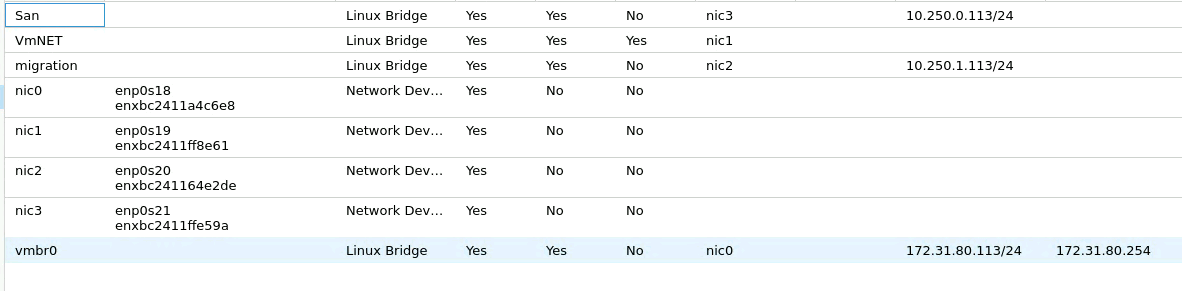 San Linux Bridge Yes Yes No nic3 10.250.0.113/24
VmNET Linux Bridge Yes Yes Yes nic1
migration Linux Bridge Yes Yes No nic2 10.250.1.113/24
nic0 enp0s18 Network Dev... Yes No No
enxbc2411a4c6e8
nic1 enp0s19 Network Dev... Yes No No
enxbc2411ff8e61
nic2 enp0s20 Network Dev... Yes No No
enxbc241164e2de
nic3 enp0s21 Network Dev... Yes No No
enxbc2411ffe59a
vmbr0 Linux Bridge Yes Yes No nic0 172.31.80.113/24 172.31.80.254